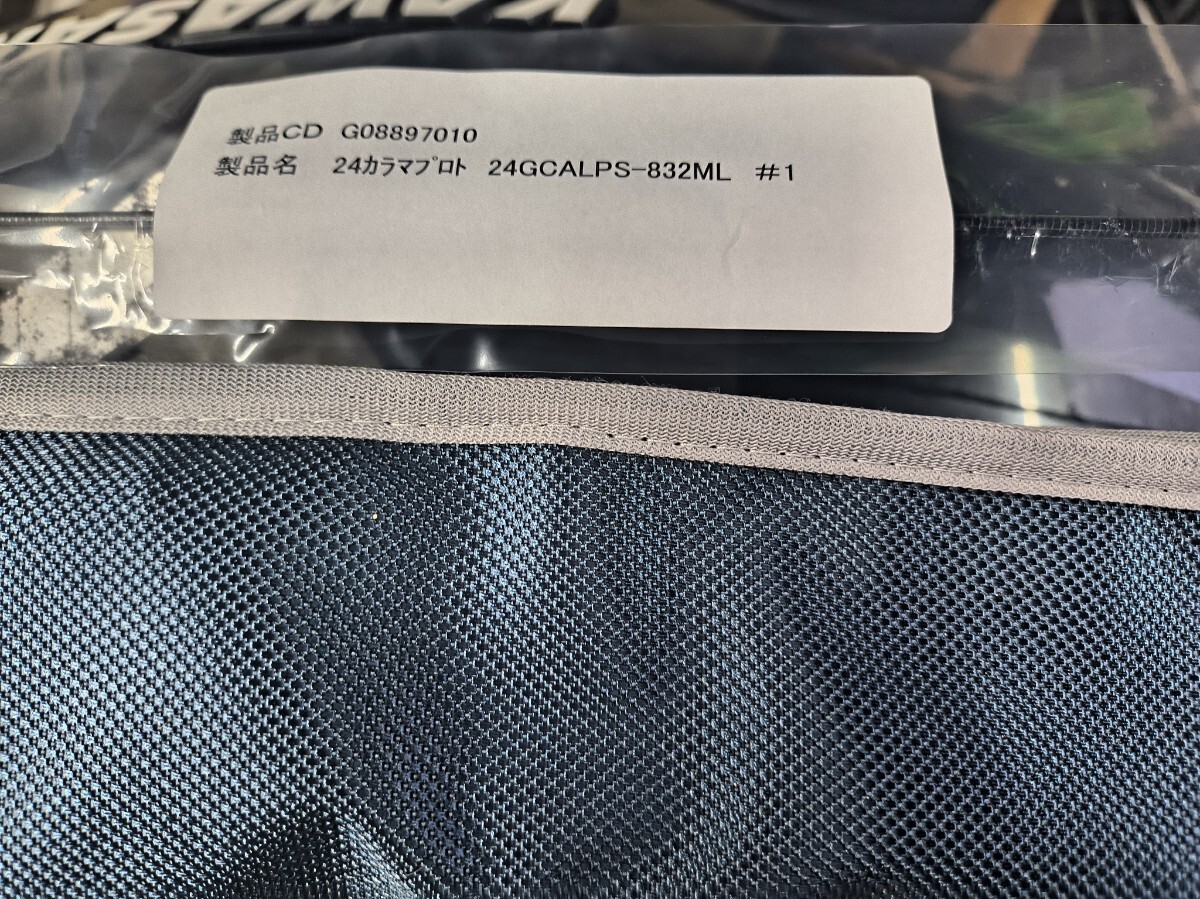 KAWASAKI
製品CD G08897010
製品名 24ｶﾗﾏﾌﾟﾛﾄ 24GCALPS-832ML #1